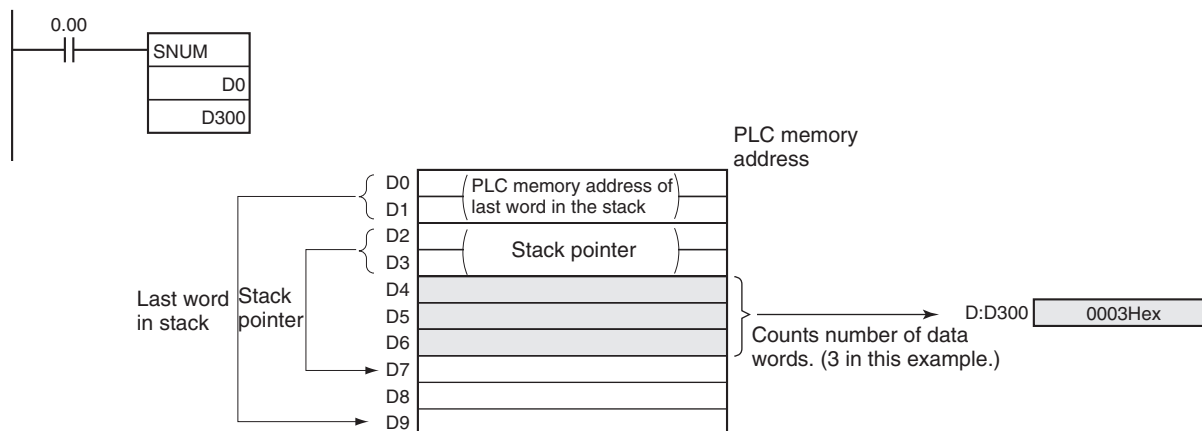 0.00
SNUM
D0
D300
PLC memory
address
D0
D1
D2
D3
D4
D5
D6
D7
D8
D9
PLC memory address of
last word in the stack
Stack pointer
Last word
in stack
Stack
pointer
Counts number of data
words. (3 in this example.)
D:D300
0003Hex